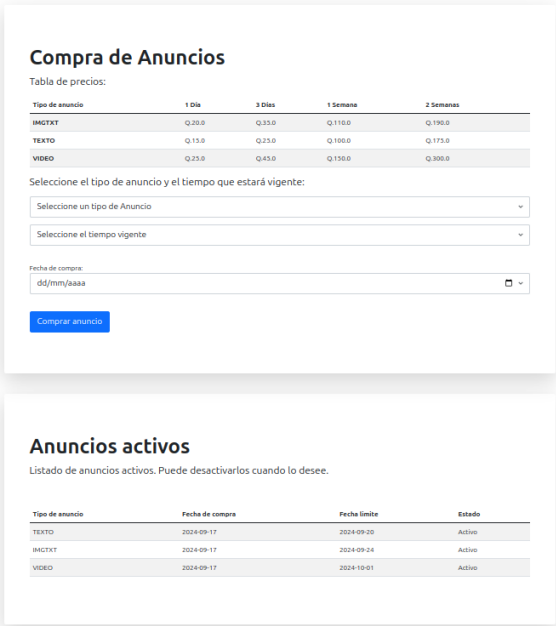 Compra de Anuncios
Tabla de precios:
Tipo de anuncio 1 Dia 3 Dias 1 Semana 2 Semanas
IMGTXT Q.20.0 Q.35.0 Q.110.0 Q.190.0
TEXTO Q.15.0 Q.25.0 Q.100.0 Q.175.0
VIDEO Q.25.0 Q.45.0 Q.150.0 Q.300.0
Seleccione el tipo de anuncio y el tiempo que estará vigente:
Seleccione un tipo de Anuncio
Seleccione el tiempo vigente
Fecha de compra:
dd/mm/aaaa
Comprar anuncio
Anuncios activos
Listado de anuncios activos. Puede desactivarlos cuando lo desee.
Tipo de anuncio Fecha de compra Fecha limite Estado
TEXTO 2024-09-17 2024-09-20 Activo
IMGTXT 2024-09-17 2024-09-24 Activo
VIDEO 2024-09-17 2024-10-01 Activo